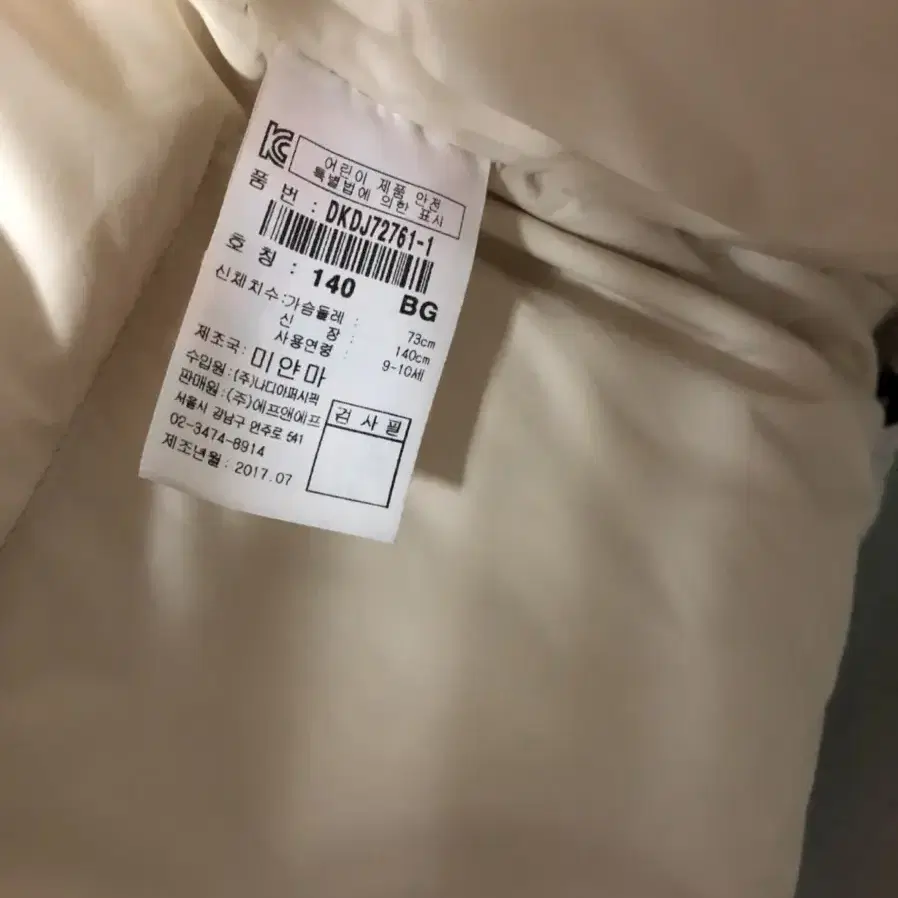 KC 어린이 제품 안전
특별법에 의한 표시
품 번 : DKDJ72761-1
호 칭 : 140 BG
신체치수:가슴둘레 : 73cm
신 장 : 140cm
사용연령 : 9-10세
제조국: 미얀마
수입원:(주)나디아퍼시픽
판매원:(주)에프앤에프
서울시 강남구 언주로 541
02-3474-8914
제조년월: 2017.07
검 사 필